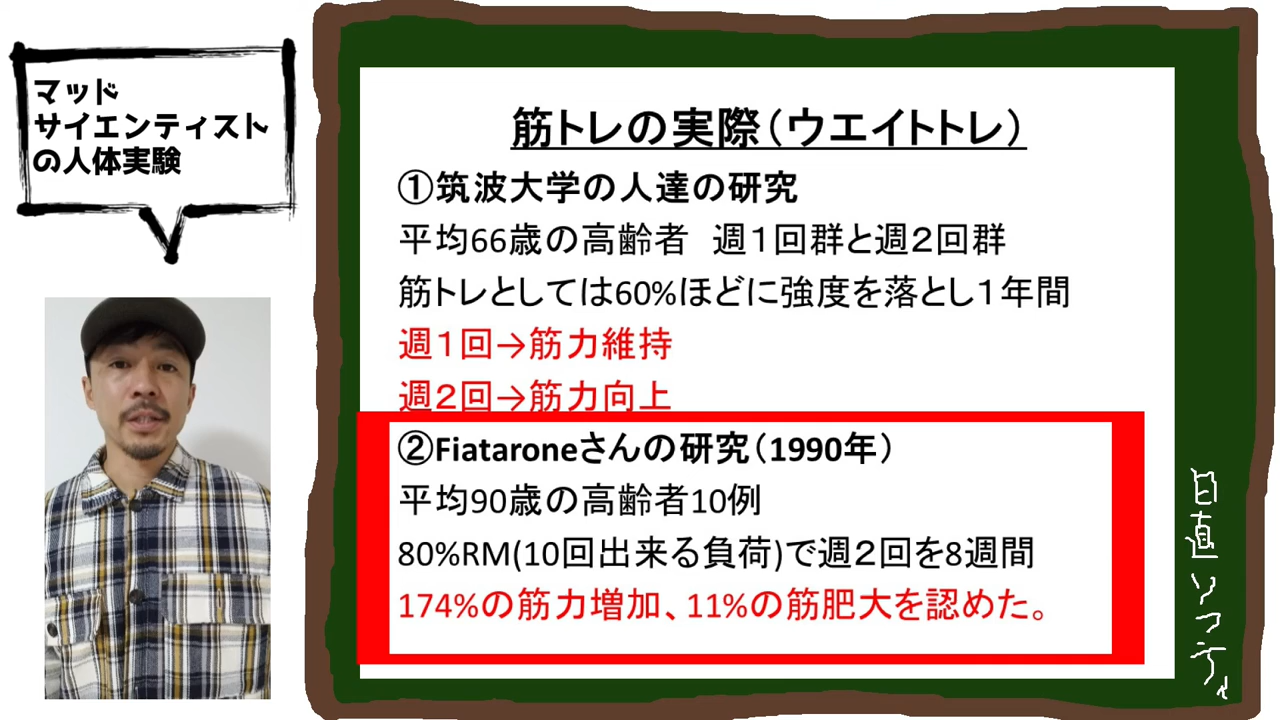 マッド
サイエンティスト
の人体実験
筋トレの実際（ウエイトトレ）
①筑波大学の人達の研究
平均66歳の高齢者　週１回群と週２回群
筋トレとしては60%ほどに強度を落とし１年間
週１回→筋力維持
週２回→筋力向上
②Fiataroneさんの研究（1990年）
平均90歳の高齢者10例
80%RM(10回出来る負荷)で週２回を8週間
174%の筋力増加、11%の筋肥大を認めた。
日直ソフティ